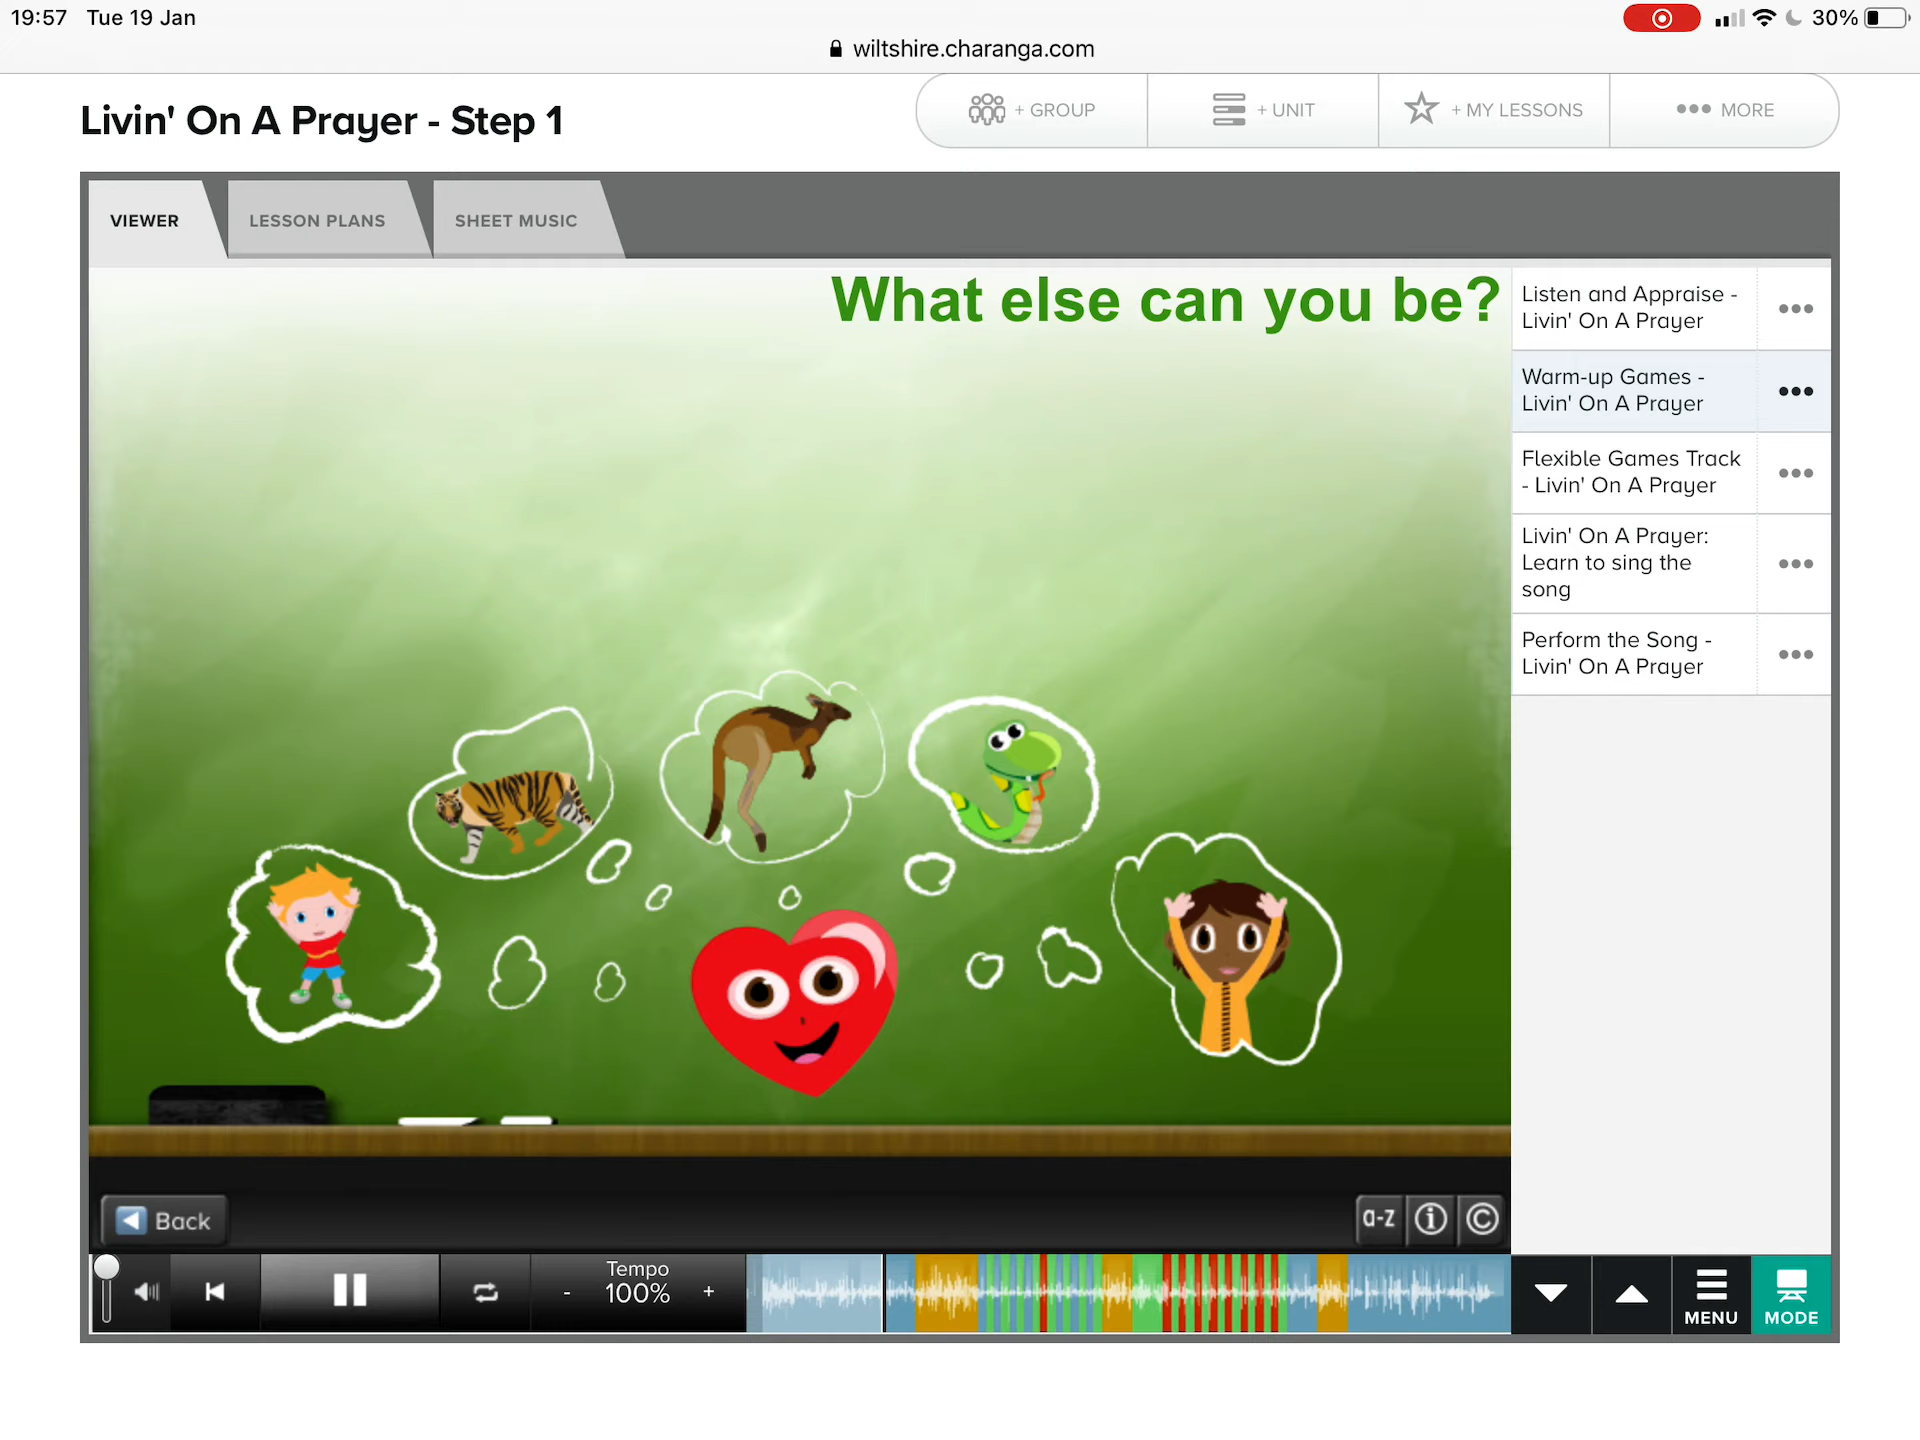 19:57 Tue 19 Jan
30%
wiltshire.charanga.com
Livin' On A Prayer - Step 1
+ GROUP
+ UNIT
+ MY LESSONS
MORE
VIEWER
LESSON PLANS
SHEET MUSIC
What else can you be?
Listen and Appraise -
Livin' On A Prayer
Warm-up Games -
Livin' On A Prayer
Flexible Games Track
- Livin' On A Prayer
Livin' On A Prayer:
Learn to sing the
song
Perform the Song -
Livin' On A Prayer
Back
a-z
Tempo
- 100% +
MENU
MODE